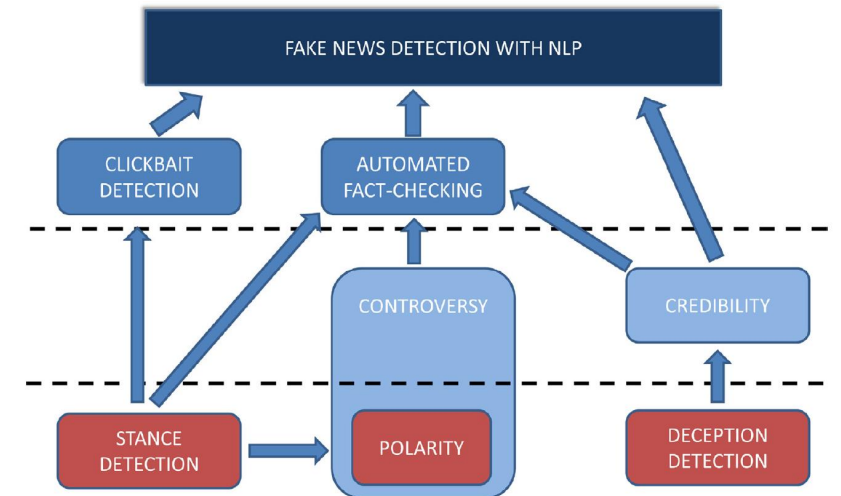 FAKE NEWS DETECTION WITH NLP
CLICKBAIT
DETECTION
AUTOMATED
FACT-CHECKING
CONTROVERSY
CREDIBILITY
STANCE
DETECTION
POLARITY
DECEPTION
DETECTION